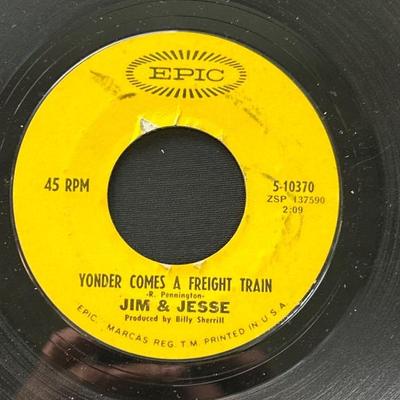 EPIC
45 RPM
5-10370
ZSP 137590
2:09
YONDER COMES A FREIGHT TRAIN
-R. Pennington-
JIM & JESSE
Produced by Billy Sherrill
EPIC, MARCAS REG. T.M. PRINTED IN U.S.A.